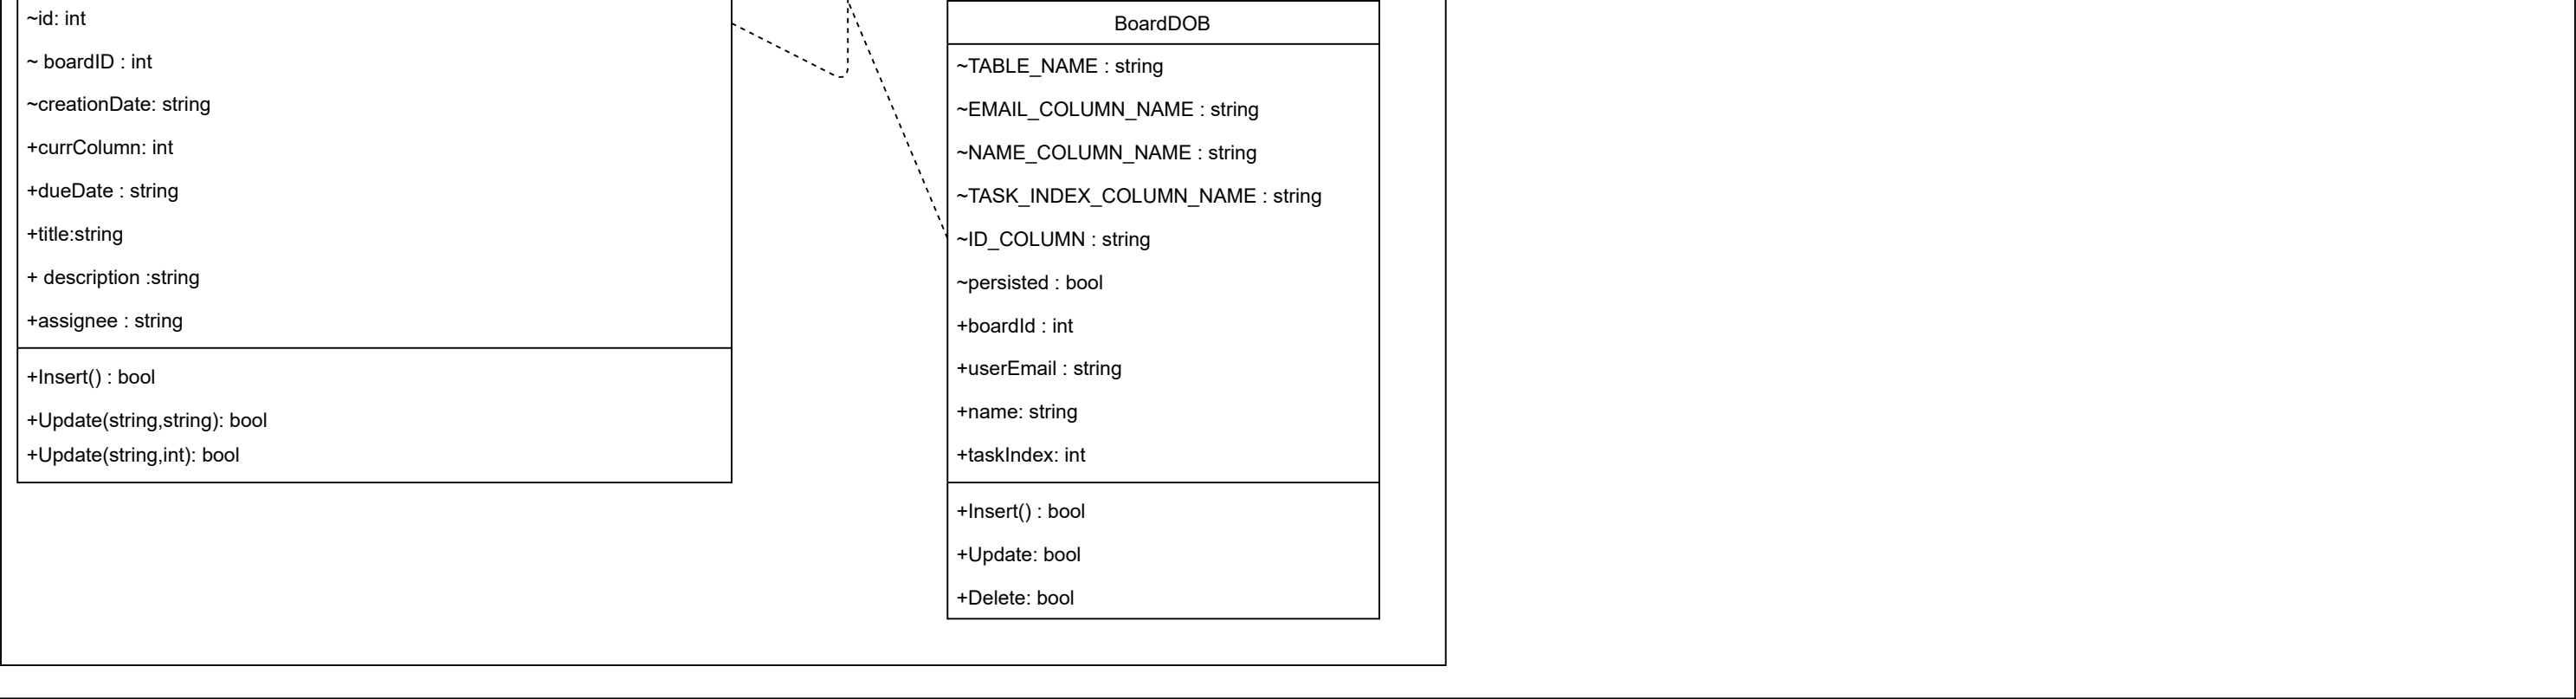 ~id: int
~ boardID : int
~creationDate: string
+currColumn: int
+dueDate : string
+title:string
+ description :string
+assignee : string
+Insert() : bool
+Update(string,string): bool
+Update(string,int): bool
BoardDOB
~TABLE_NAME : string
~EMAIL_COLUMN_NAME : string
~NAME_COLUMN_NAME : string
~TASK_INDEX_COLUMN_NAME : string
~ID_COLUMN : string
~persisted : bool
+boardId : int
+userEmail : string
+name: string
+taskIndex: int
+Insert() : bool
+Update: bool
+Delete: bool